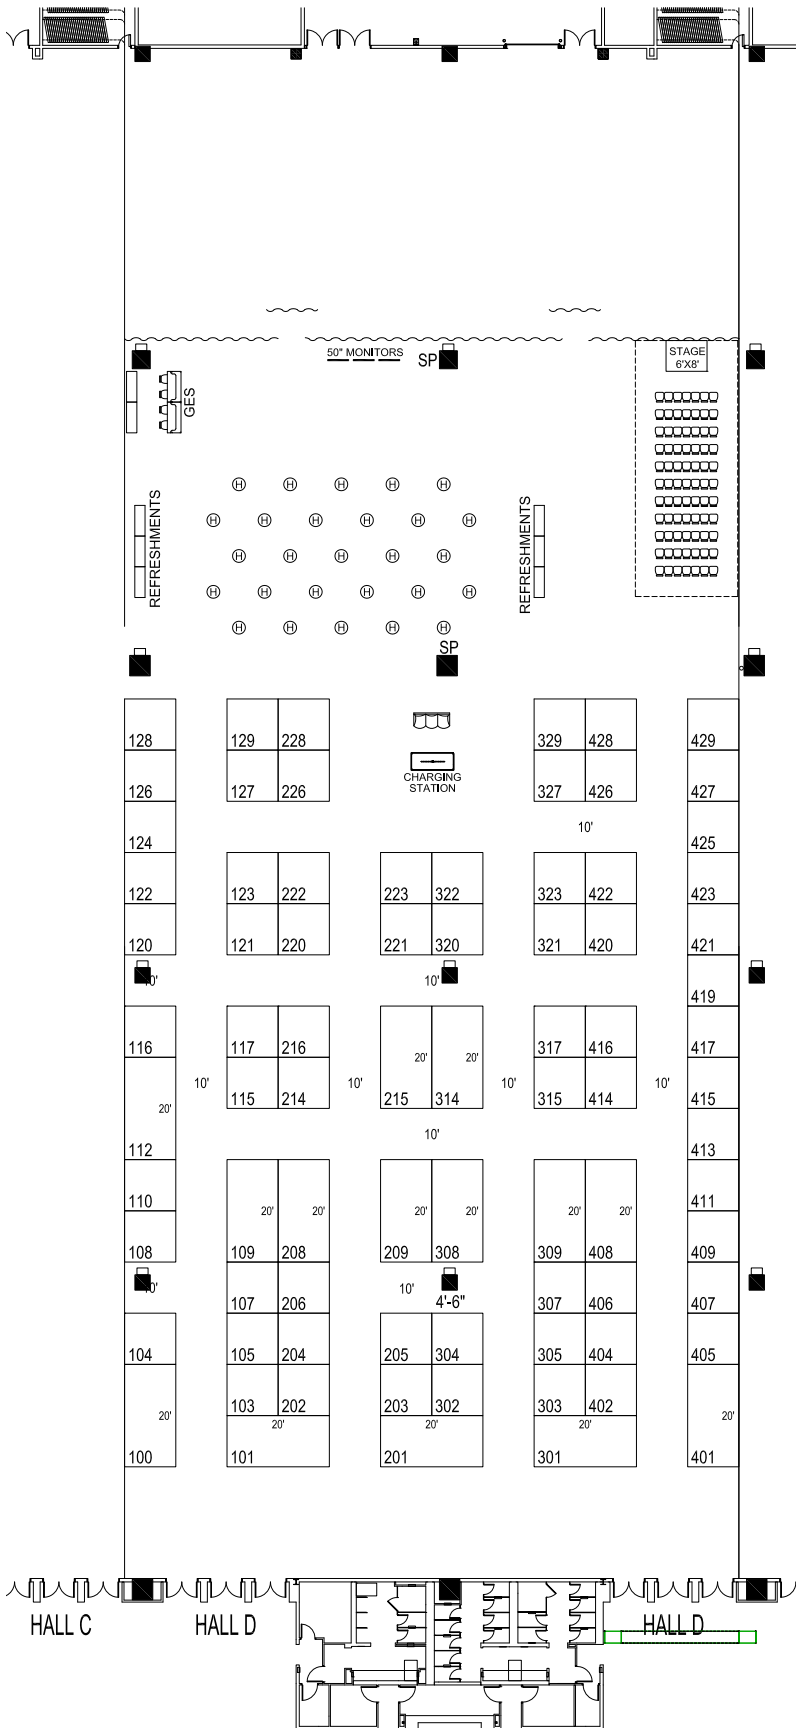 50" MONITORS
SP
STAGE
6'X8'
GES
H H H H H
REFRESHMENTS
REFRESHMENTS
H H H H H H
H H H H H
H H H H H H
H H H H H
SP
128 129 228 329 428 429
126 127 226 CHARGING 327 426 427
STATION
10'
124 425
122 123 222 223 322 323 422 423
120 121 220 221 320 321 420 421
10' 10'
419
116 117 216 20' 20' 317 416 417
10' 10' 10' 10'
115 214 215 314 315 414 415
20'
10'
112 413
110 20' 20' 20' 20' 20' 20' 411
108 109 208 209 308 309 408 409
10' 10'
107 206 4'-6" 307 406 407
104 105 204 205 304 305 404 405
20' 103 202 203 302 303 402 20'
20' 20' 20'
100 101 201 301 401
HALL C HALL D HALL D